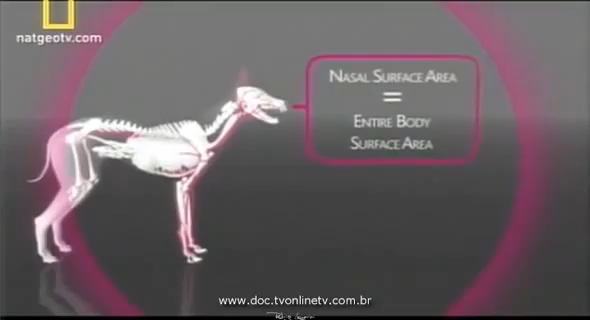 natgeotv.com
NASAL SURFACE AREA
=
ENTIRE BODY
SURFACE AREA
www.doc.tvonlinetv.com.br